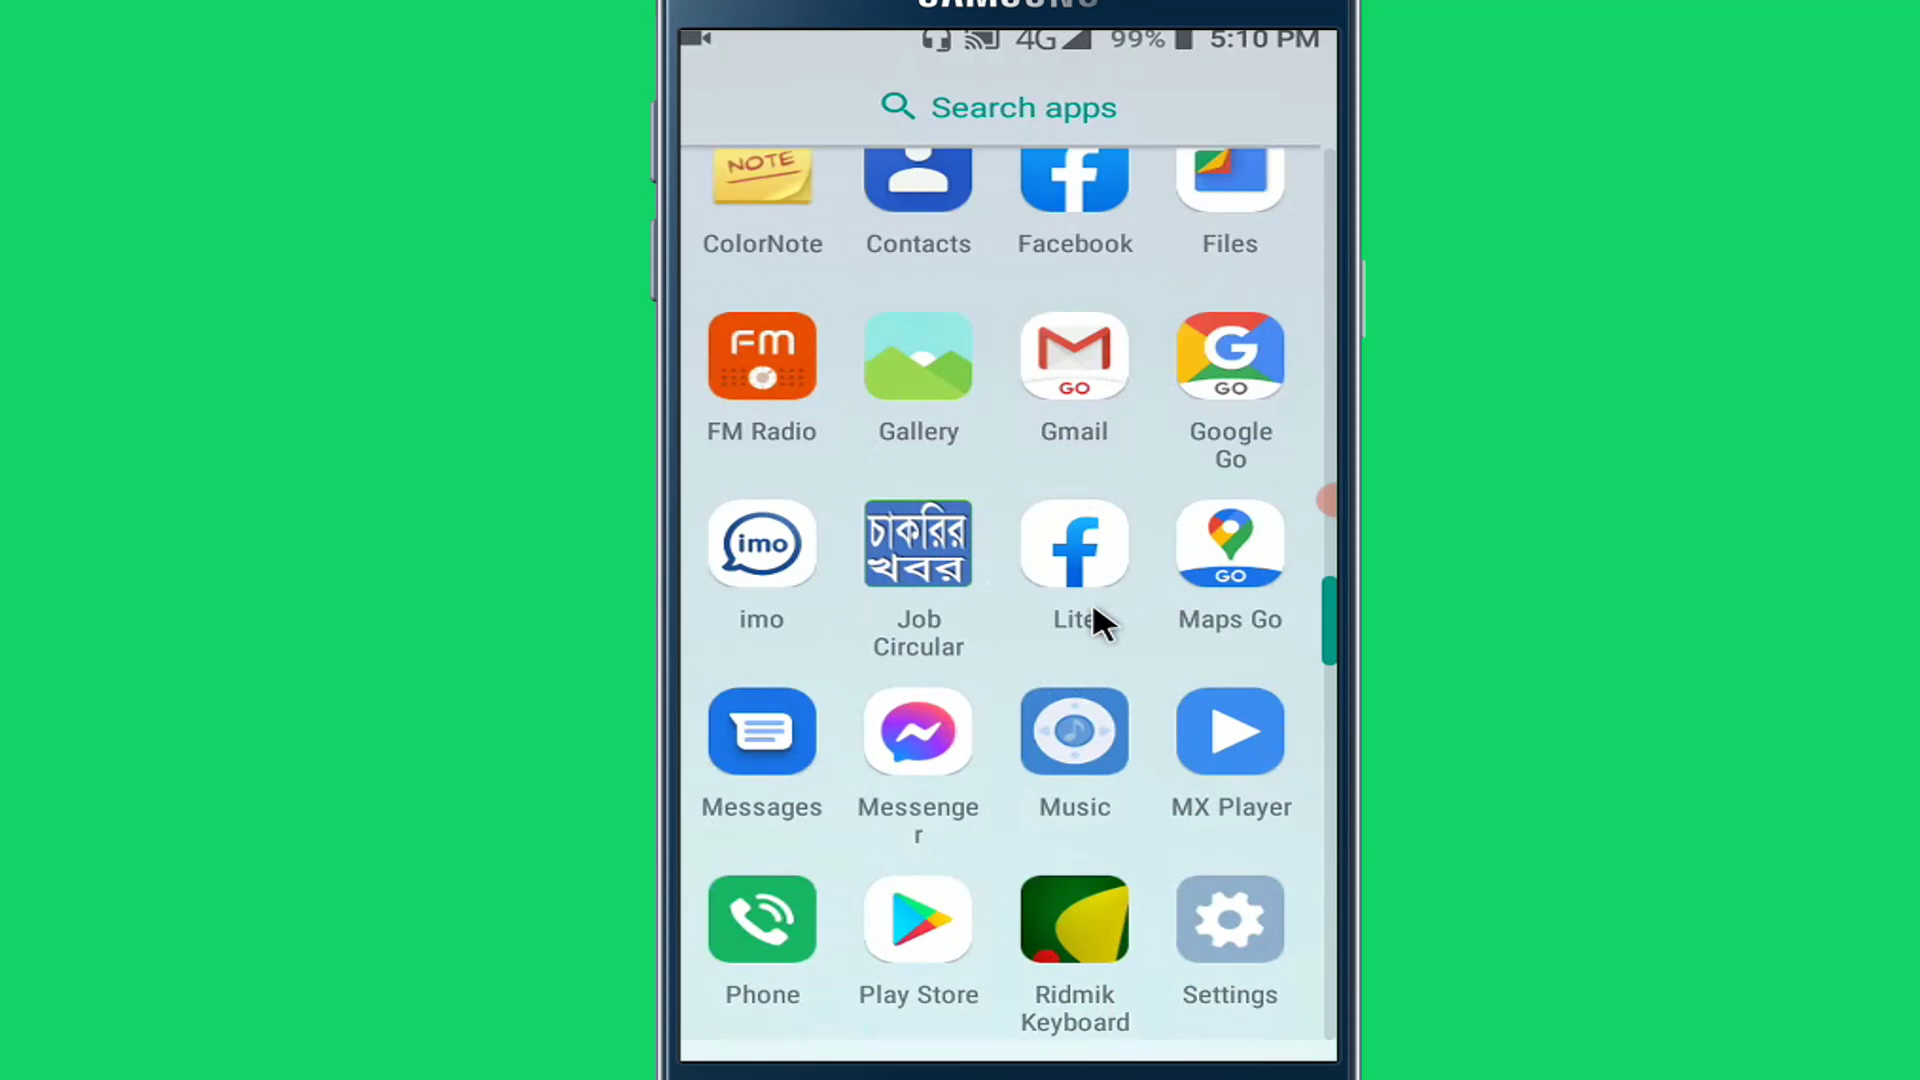 SAMSUNG
4G 99% 5:10 PM
Search apps
NOTE
ColorNote Contacts Facebook Files
FM GO G GO
FM Radio Gallery Gmail Google
Go
imo চাকরির
খবর GO
imo Job Lite Maps Go
Circular
Messages Messenge Music MX Player
r
Phone Play Store Ridmik Settings
Keyboard